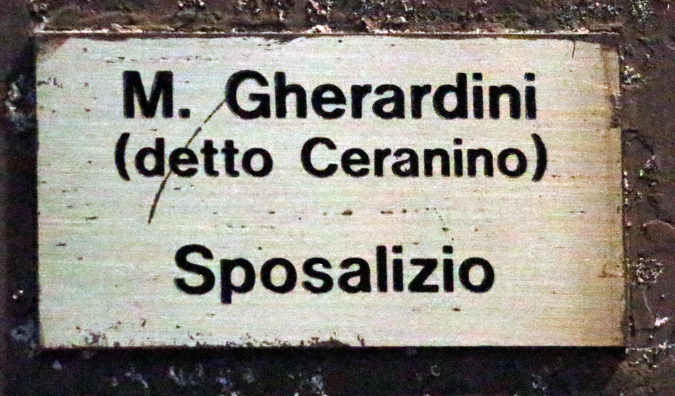 M. Gherardini
(detto Ceranino)
Sposalizio